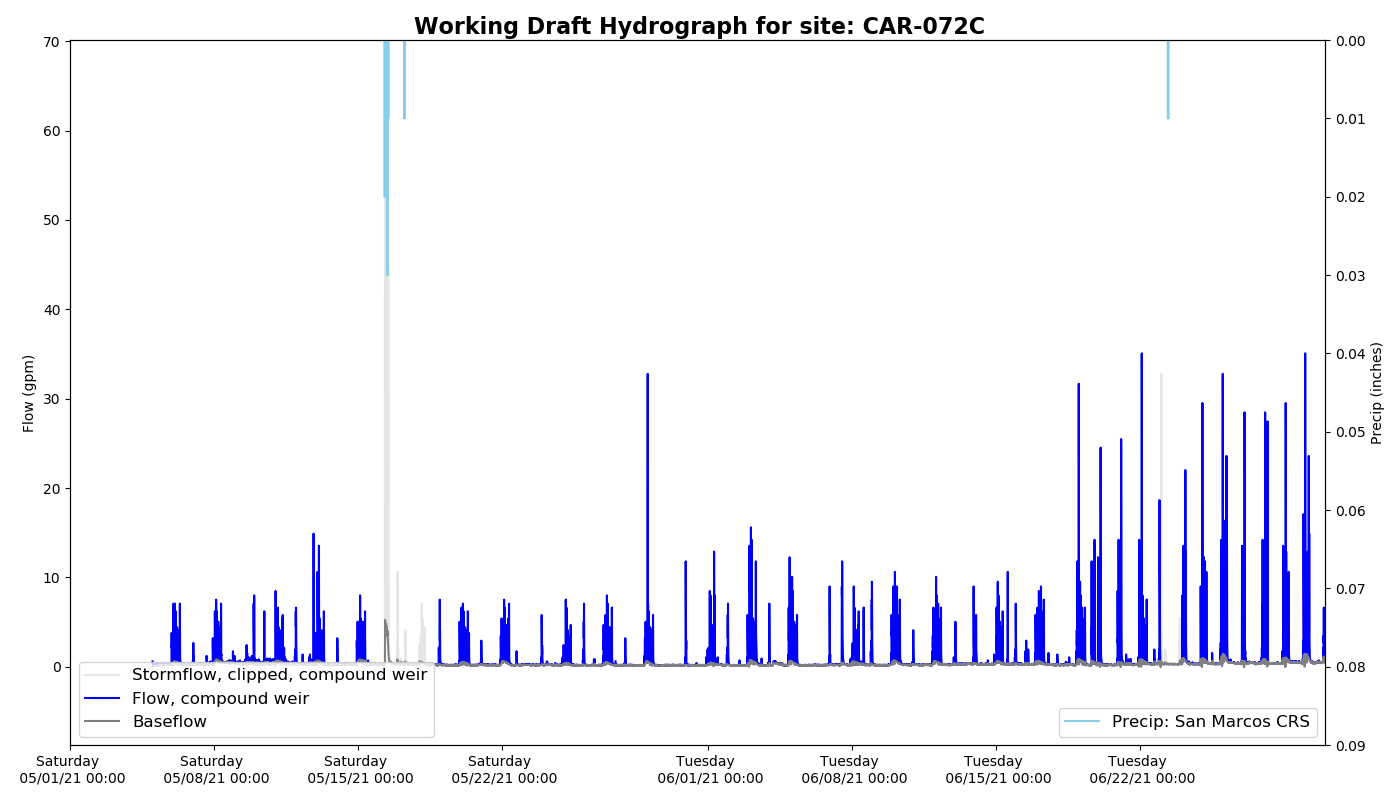 Working Draft Hydrograph for site: CAR-072C
70
60
50
40
30
20
10
0
Flow (gpm)
0.00
0.01
0.02
0.03
0.04
0.05
0.06
0.07
0.08
0.09
Precip (inches)
Stormflow, clipped, compound weir
Flow, compound weir
Baseflow
Precip: San Marcos CRS
Saturday
05/01/21 00:00
Saturday
05/08/21 00:00
Saturday
05/15/21 00:00
Saturday
05/22/21 00:00
Tuesday
06/01/21 00:00
Tuesday
06/08/21 00:00
Tuesday
06/15/21 00:00
Tuesday
06/22/21 00:00